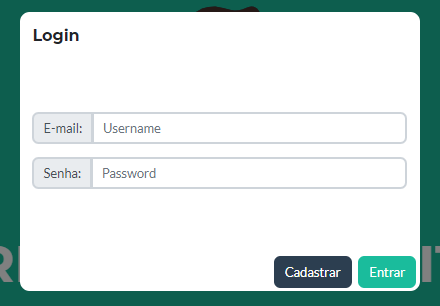 Login
E-mail: Username
Senha: Password
Cadastrar Entrar